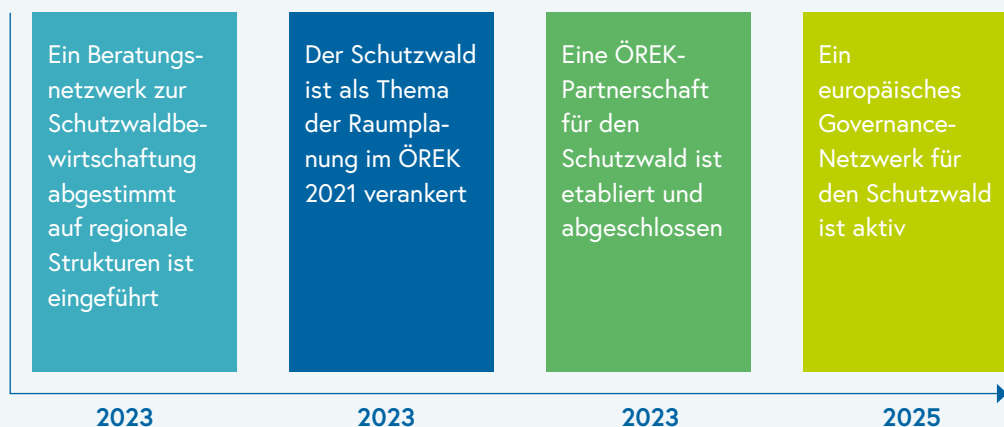 Ein Beratungs-
netzwerk zur
Schutzwaldbe-
wirtschaftung
abgestimmt
auf regionale
Strukturen ist
eingeführt
Der Schutzwald
ist als Thema
der Raumpla-
nung im ÖREK
2021 verankert
Eine ÖREK-
Partnerschaft
für den
Schutzwald ist
etabliert und
abgeschlossen
Ein
europäisches
Governance-
Netzwerk für
den Schutzwald
ist aktiv
2023
2023
2023
2025